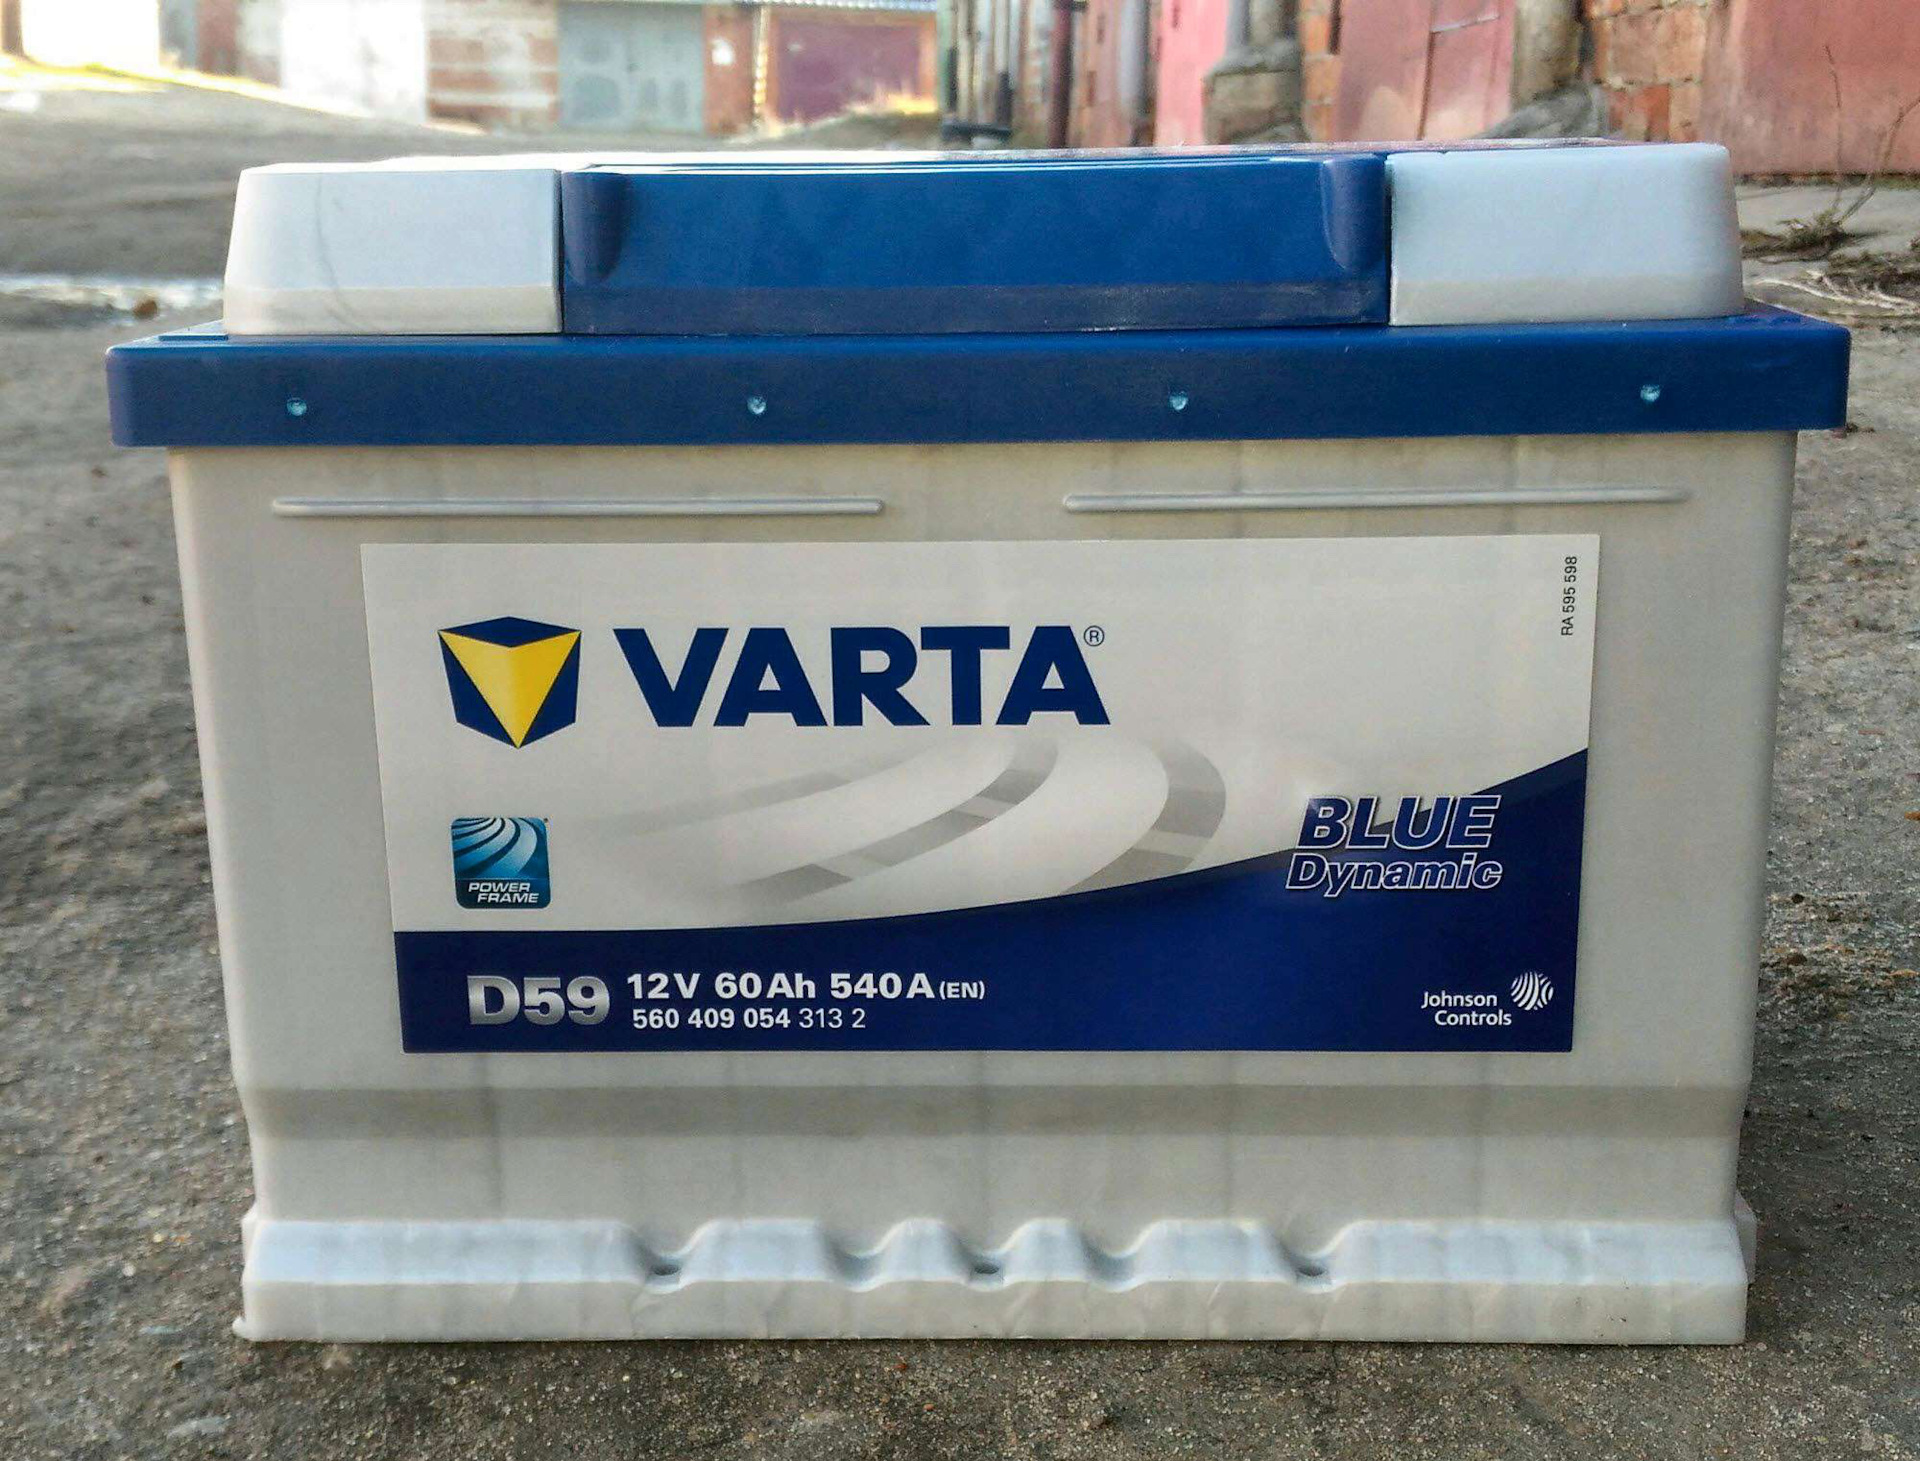 RA 595 598
VARTA®
BLUE
Dynamic
POWER
FRAME
D59
12V 60Ah 540A (EN)
560 409 054 313 2
Johnson
Controls